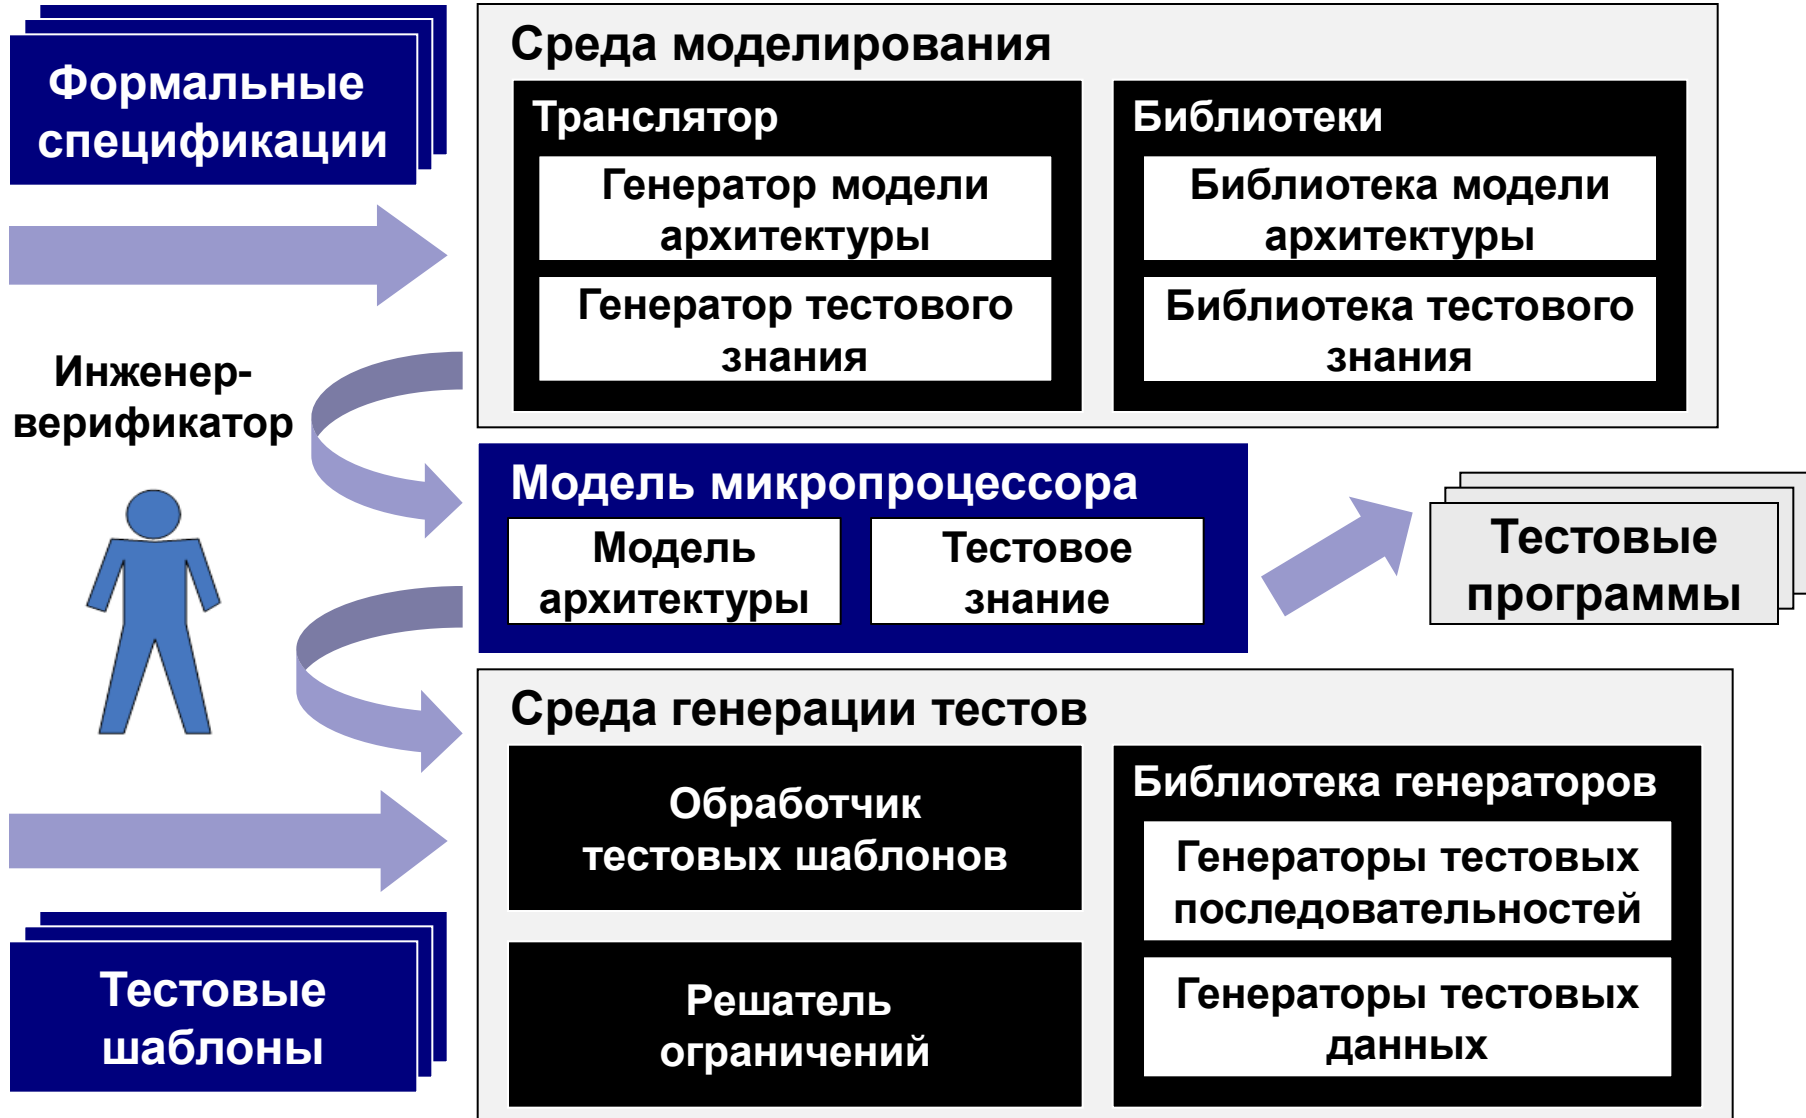 Формальные
спецификации
Среда моделирования
Транслятор
Генератор модели
архитектуры
Генератор тестового
знания
Библиотеки
Библиотека модели
архитектуры
Библиотека тестового
знания
Инженер-
верификатор
Модель микропроцессора
Модель
архитектуры
Тестовое
знание
Тестовые
программы
Среда генерации тестов
Обработчик
тестовых шаблонов
Решатель
ограничений
Библиотека генераторов
Генераторы тестовых
последовательностей
Генераторы тестовых
данных
Тестовые
шаблоны